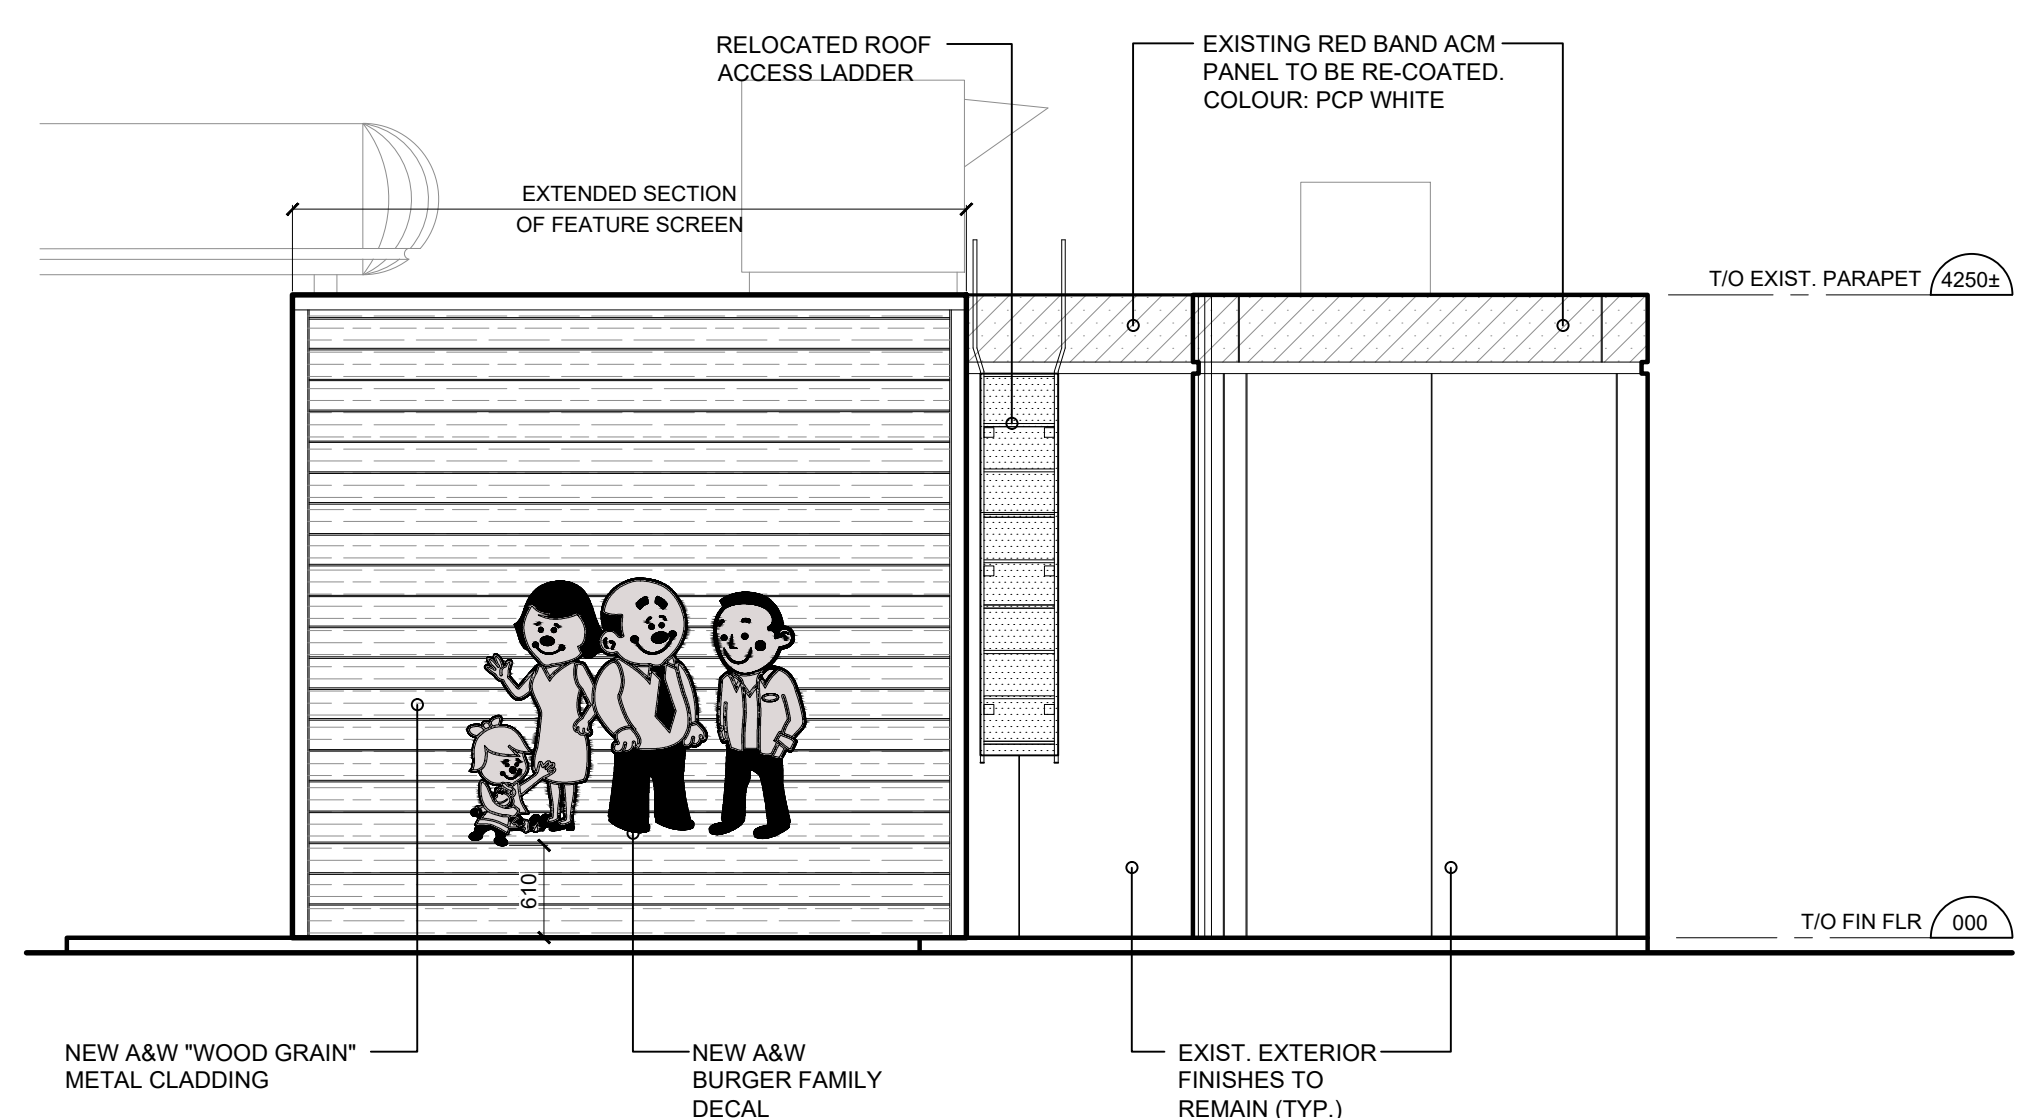 RELOCATED ROOF
ACCESS LADDER
EXISTING RED BAND ACM
PANEL TO BE RE-COATED.
COLOUR: PCP WHITE
EXTENDED SECTION
OF FEATURE SCREEN
T/O EXIST. PARAPET 4250±
610
T/O FIN FLR 000
NEW A&W "WOOD GRAIN"
METAL CLADDING
NEW A&W
BURGER FAMILY
DECAL
EXIST. EXTERIOR
FINISHES TO
REMAIN (TYP.)